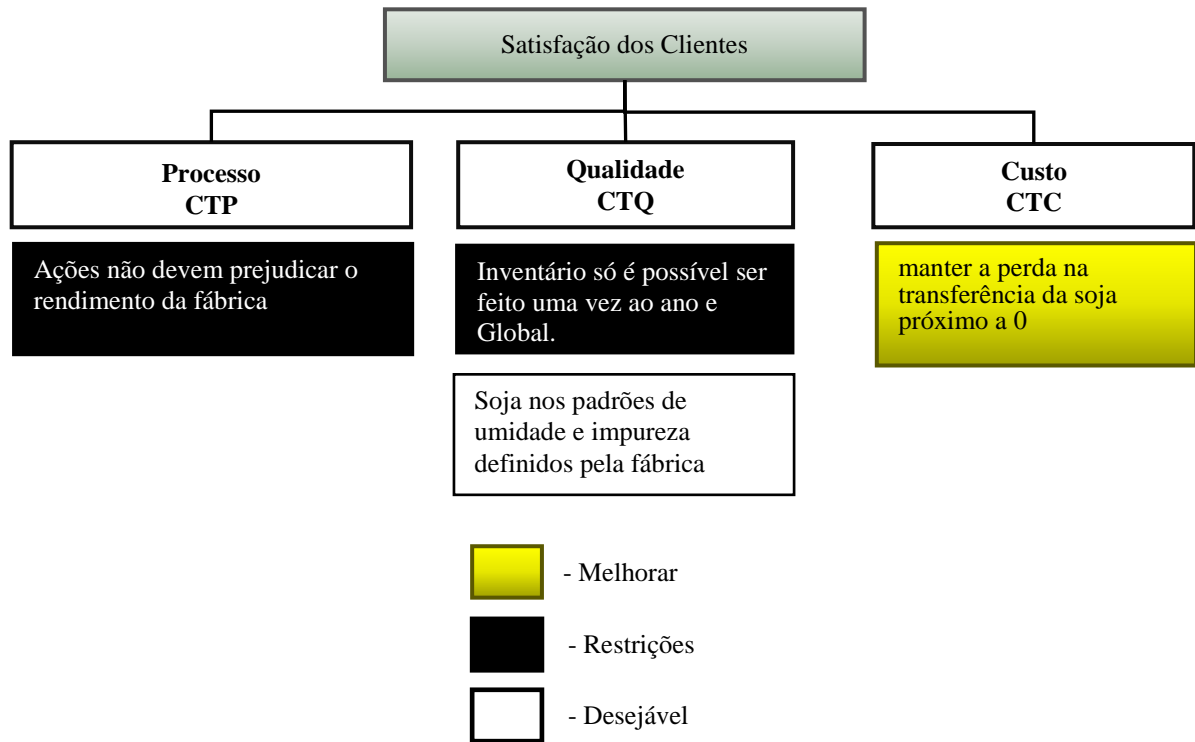 Satisfação dos Clientes
Processo
CTP
Qualidade
CTQ
Custo
CTC
Ações não devem prejudicar o
rendimento da fábrica
Inventário só é possível ser
feito uma vez ao ano e
Global.
manter a perda na
transferência da soja
próximo a 0
Soja nos padrões de
umidade e impureza
definidos pela fábrica
- Melhorar
- Restrições
- Desejável